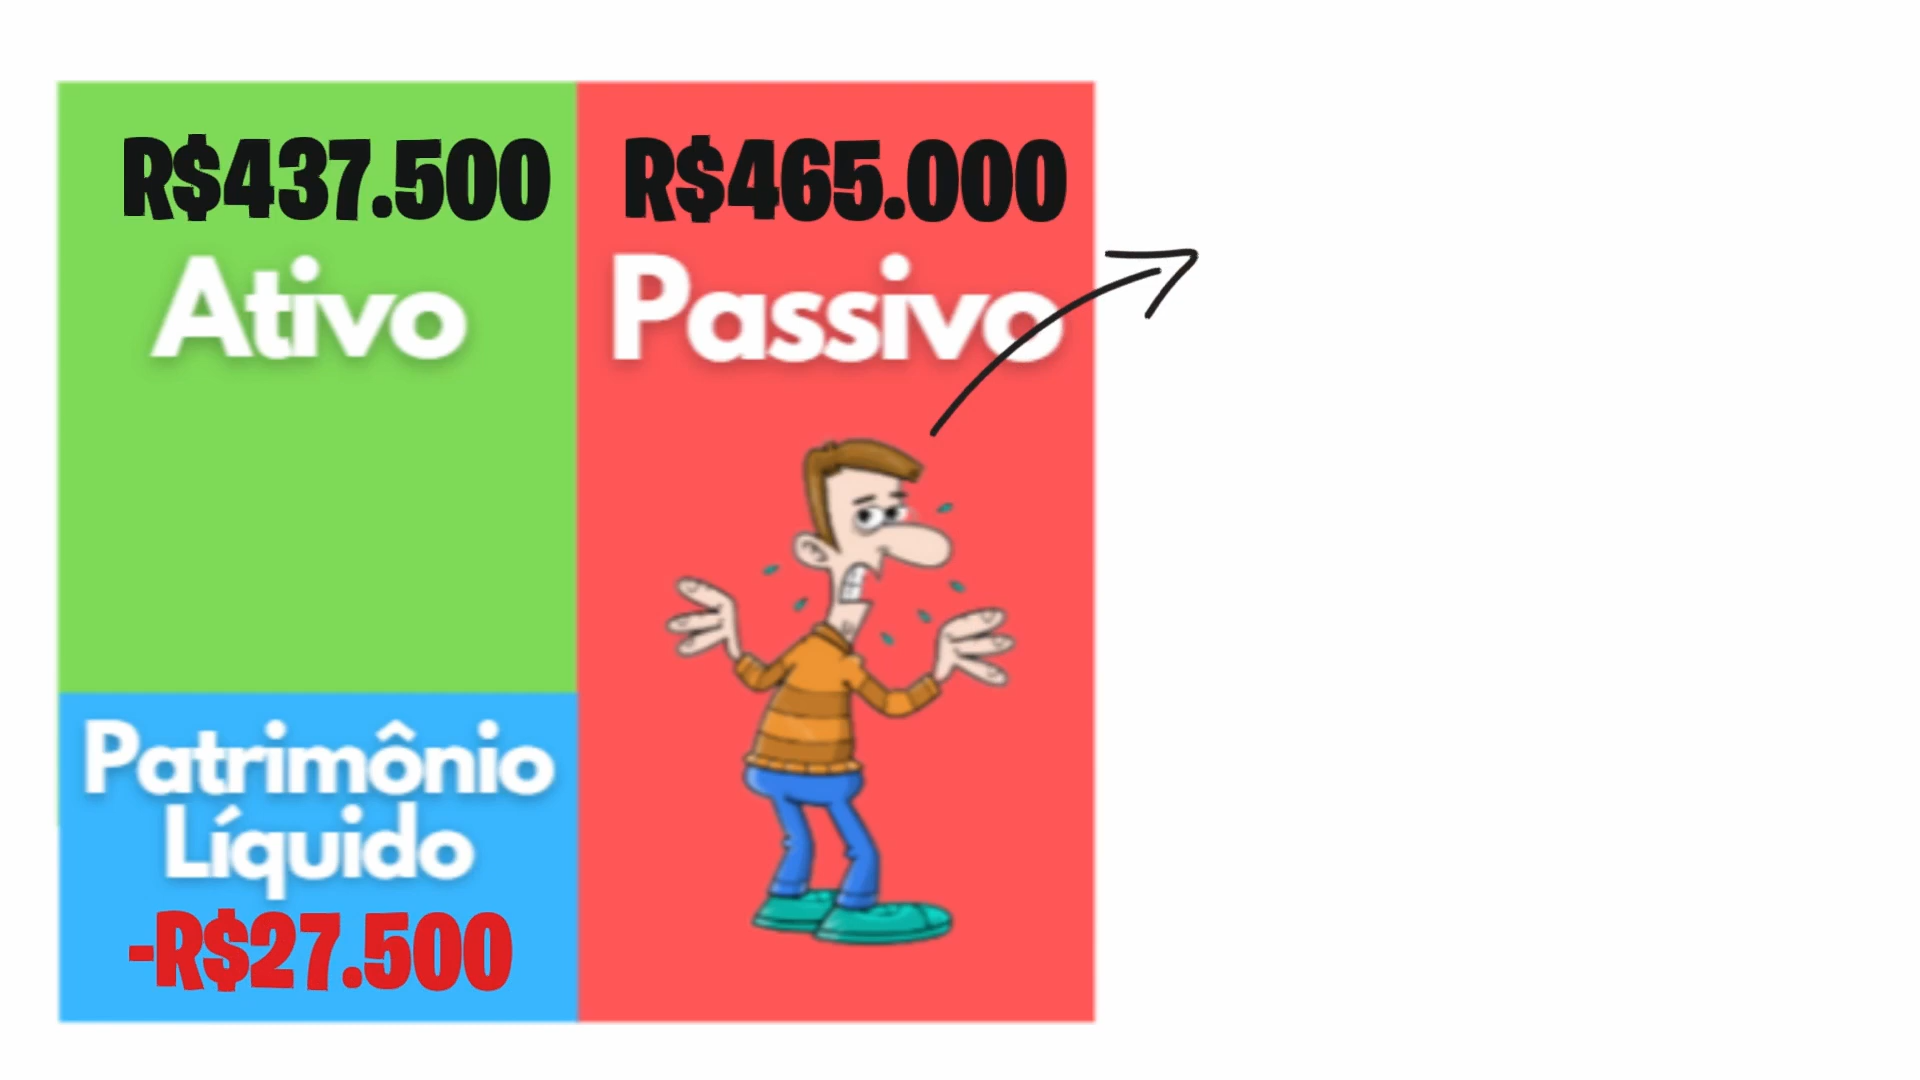 R$437.500
Ativo
R$465.000
Passivo
Patrimônio
Líquido
-R$27.500